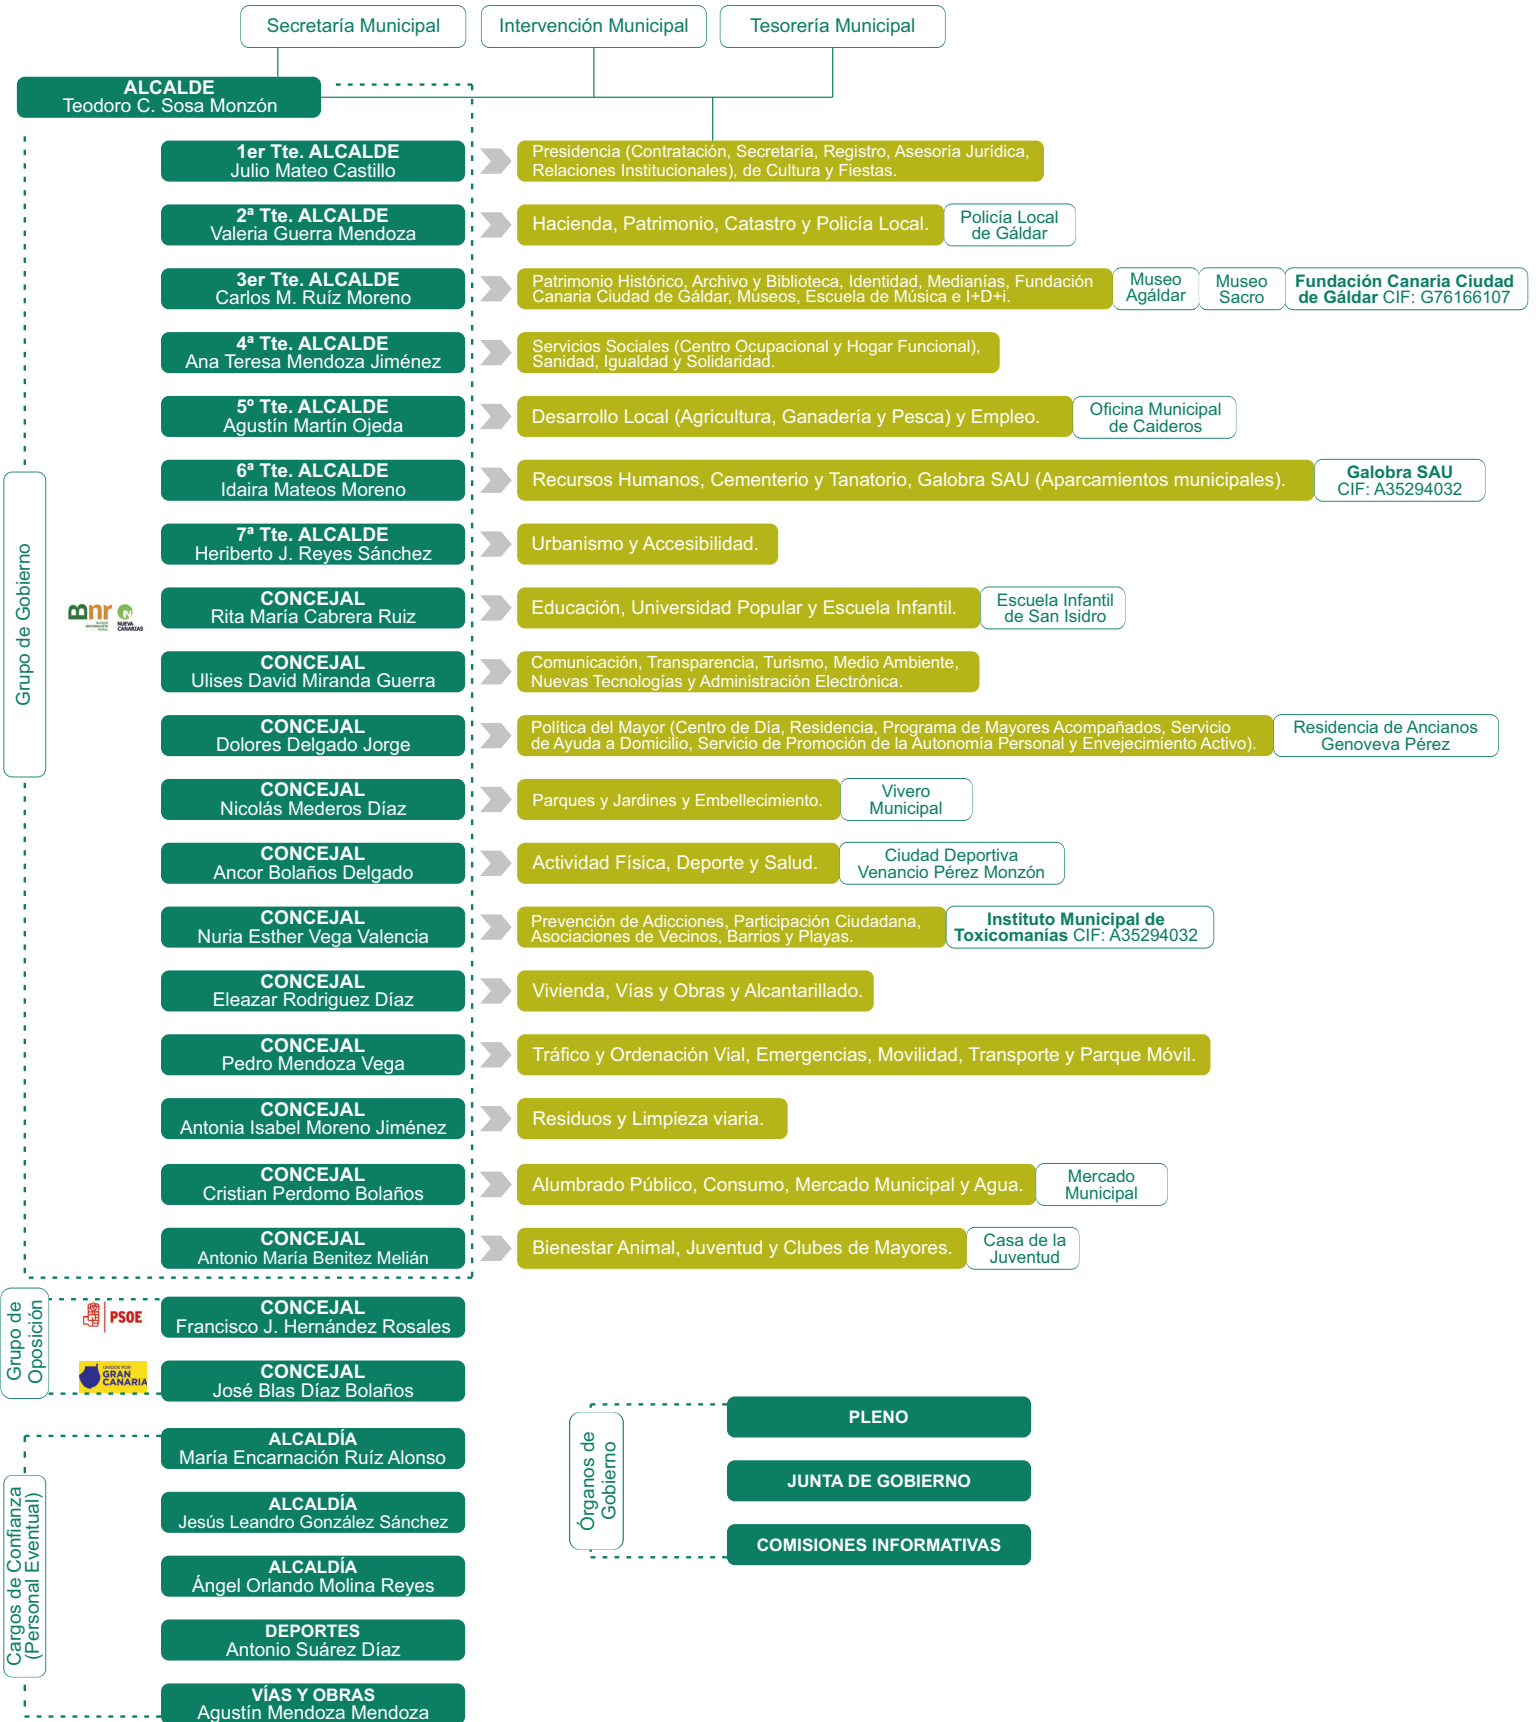 Secretaría Municipal
Intervención Municipal
Tesorería Municipal
ALCALDE
Teodoro C. Sosa Monzón
Grupo de Gobierno
Bnr
BLOQUE
NACIONALISTA
RURAL
NUEVA
CANARIAS
1er Tte. ALCALDE
Julio Mateo Castillo
Presidencia (Contratación, Secretaría, Registro, Asesoría Jurídica,
Relaciones Institucionales), de Cultura y Fiestas.
2ª Tte. ALCALDE
Valeria Guerra Mendoza
Hacienda, Patrimonio, Catastro y Policía Local.
Policía Local
de Gáldar
3er Tte. ALCALDE
Carlos M. Ruíz Moreno
Patrimonio Histórico, Archivo y Biblioteca, Identidad, Medianías, Fundación
Canaria Ciudad de Gáldar, Museos, Escuela de Música e I+D+i.
Museo
Agáldar
Museo
Sacro
Fundación Canaria Ciudad
de Gáldar CIF: G76166107
4ª Tte. ALCALDE
Ana Teresa Mendoza Jiménez
Servicios Sociales (Centro Ocupacional y Hogar Funcional),
Sanidad, Igualdad y Solidaridad.
5º Tte. ALCALDE
Agustín Martín Ojeda
Desarrollo Local (Agricultura, Ganadería y Pesca) y Empleo.
Oficina Municipal
de Caideros
6ª Tte. ALCALDE
Idaira Mateos Moreno
Recursos Humanos, Cementerio y Tanatorio, Galobra SAU (Aparcamientos municipales).
Galobra SAU
CIF: A35294032
7ª Tte. ALCALDE
Heriberto J. Reyes Sánchez
Urbanismo y Accesibilidad.
CONCEJAL
Rita María Cabrera Ruiz
Educación, Universidad Popular y Escuela Infantil.
Escuela Infantil
de San Isidro
CONCEJAL
Ulises David Miranda Guerra
Comunicación, Transparencia, Turismo, Medio Ambiente,
Nuevas Tecnologías y Administración Electrónica.
CONCEJAL
Dolores Delgado Jorge
Política del Mayor (Centro de Día, Residencia, Programa de Mayores Acompañados, Servicio
de Ayuda a Domicilio, Servicio de Promoción de la Autonomía Personal y Envejecimiento Activo).
Residencia de Ancianos
Genoveva Pérez
CONCEJAL
Nicolás Mederos Díaz
Parques y Jardines y Embellecimiento.
Vivero
Municipal
CONCEJAL
Ancor Bolaños Delgado
Actividad Física, Deporte y Salud.
Ciudad Deportiva
Venancio Pérez Monzón
CONCEJAL
Nuria Esther Vega Valencia
Prevención de Adicciones, Participación Ciudadana,
Asociaciones de Vecinos, Barrios y Playas.
Instituto Municipal de
Toxicomanías CIF: A35294032
CONCEJAL
Eleazar Rodriguez Díaz
Vivienda, Vías y Obras y Alcantarillado.
CONCEJAL
Pedro Mendoza Vega
Tráfico y Ordenación Vial, Emergencias, Movilidad, Transporte y Parque Móvil.
CONCEJAL
Antonia Isabel Moreno Jiménez
Residuos y Limpieza viaria.
CONCEJAL
Cristian Perdomo Bolaños
Alumbrado Público, Consumo, Mercado Municipal y Agua.
Mercado
Municipal
CONCEJAL
Antonio María Benitez Melián
Bienestar Animal, Juventud y Clubes de Mayores.
Casa de la
Juventud
Grupo de
Oposición
PSOE
CONCEJAL
Francisco J. Hernández Rosales
UNIDOS POR
GRAN
CANARIA
CONCEJAL
José Blas Díaz Bolaños
Cargos de Confianza
(Personal Eventual)
ALCALDÍA
María Encarnación Ruíz Alonso
ALCALDÍA
Jesús Leandro González Sánchez
ALCALDÍA
Ángel Orlando Molina Reyes
DEPORTES
Antonio Suárez Díaz
VÍAS Y OBRAS
Agustín Mendoza Mendoza
Órganos de
Gobierno
PLENO
JUNTA DE GOBIERNO
COMISIONES INFORMATIVAS